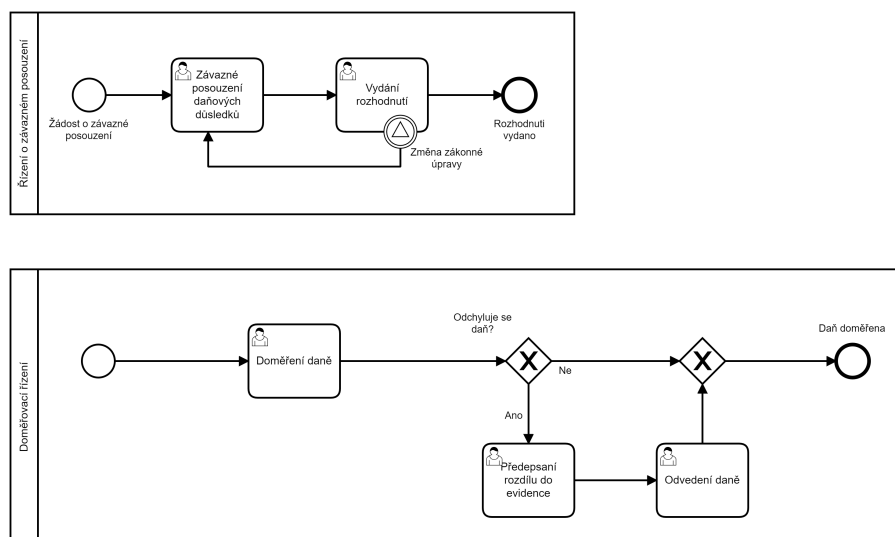 Řízení o závazném posouzení
Závazné
posouzení
daňových
důsledků
Vydání
rozhodnutí
Žádost o závazné
posouzení
Rozhodnuti
vydano
Změna zákonné
úpravy
Doměřovací řízení
Odchyluje se
daň?
Daň doměřena
Doměření daně
Ne
Ano
Předepsaní
rozdílu do
evidence
Odvedení daně